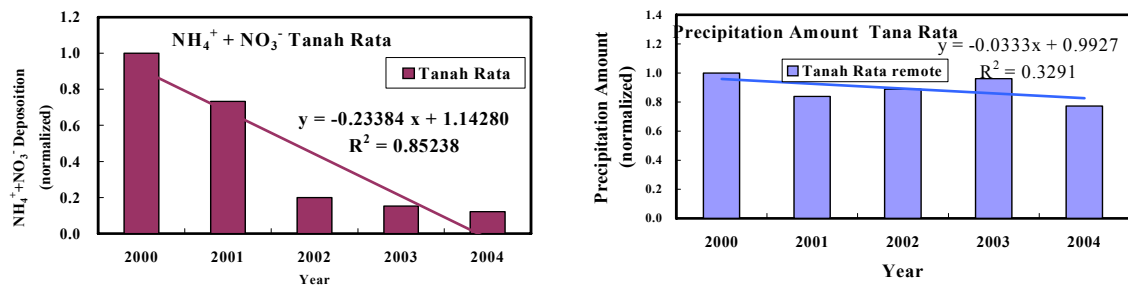 NH₄⁺ + NO₃⁻ Tanah Rata
Tanah Rata
y = -0.23384 x + 1.14280
R² = 0.85238
NH₄⁺+NO₃⁻ Deposoition
(normalized)
1.2
1.0
0.8
0.6
0.4
0.2
0.0
2000 2001 2002 2003 2004
Year
Precipitation Amount Tana Rata
y = -0.0333x + 0.9927
R² = 0.3291
Tanah Rata remote
Precipitation Amount
(normalized)
1.4
1.2
1.0
0.8
0.6
0.4
0.2
0.0
2000 2001 2002 2003 2004
Year